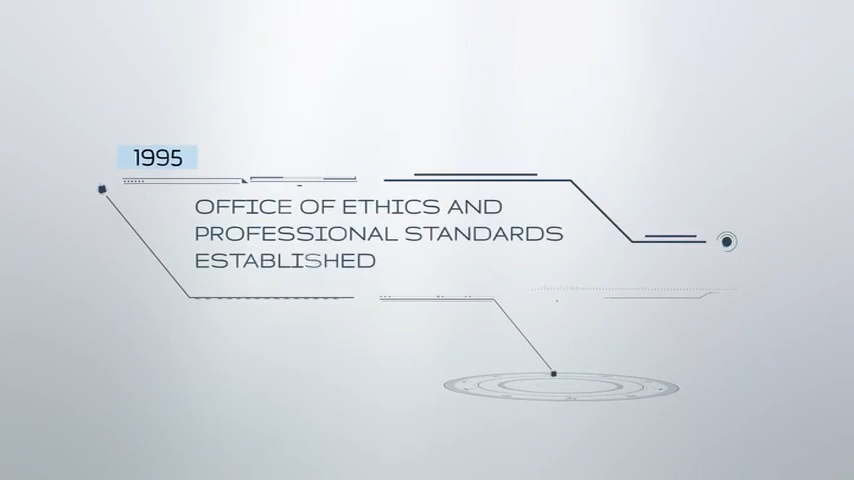 1995
OFFICE OF ETHICS AND
PROFESSIONAL STANDARDS
ESTABLISHED